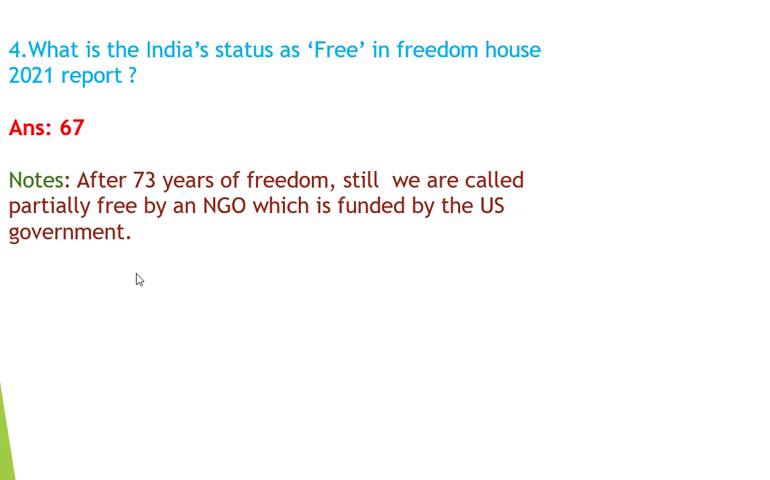 4.What is the India's status as ‘Free’ in freedom house
2021 report ?
Ans: 67
Notes: After 73 years of freedom, still  we are called
partially free by an NGO which is funded by the US
government.